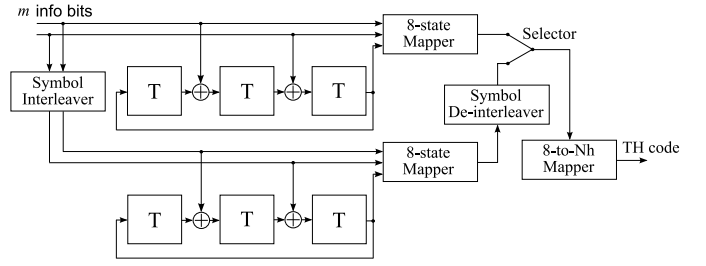 m info bits
8-state
Mapper
Selector
Symbol
Interleaver
T
T
T
Symbol
De-interleaver
8-state
Mapper
8-to-Nh
Mapper
TH code
T
T
T